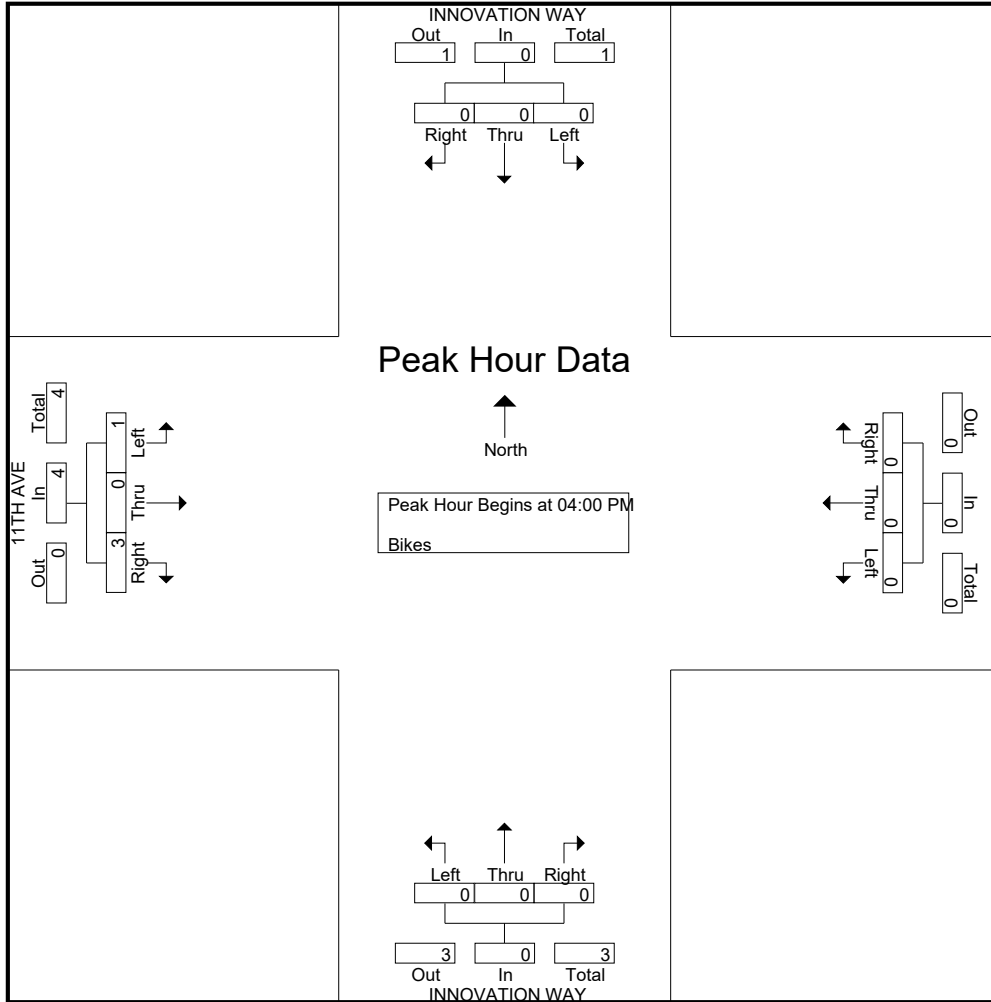 INNOVATION WAY
Out In Total
1 0 1
0 0 0
Right Thru Left
Peak Hour Data
North
Peak Hour Begins at 04:00 PM
Bikes
11TH AVE
Out In Total
0 4 4
3 0 1
Right Thru Left
Out In Total
0 0 0
0 0 0
Right Thru Left
Left Thru Right
0 0 0
3 0 3
Out In Total
INNOVATION WAY